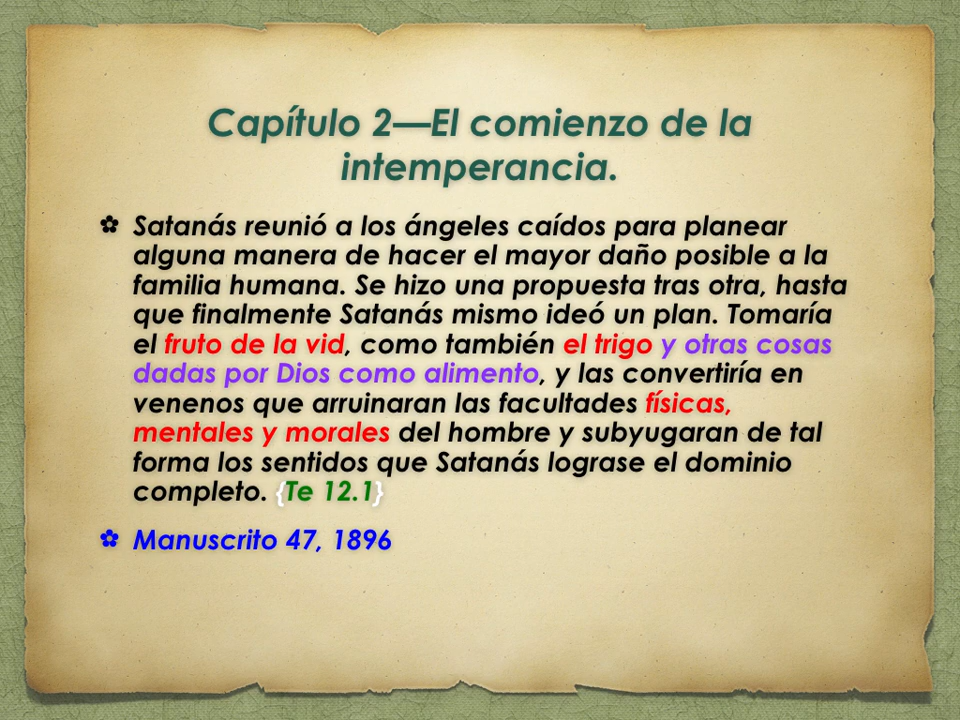 Capítulo 2—El comienzo de la
intemperancia.
Satanás reunió a los ángeles caídos para planear
alguna manera de hacer el mayor daño posible a la
familia humana. Se hizo una propuesta tras otra, hasta
que finalmente Satanás mismo ideó un plan. Tomaría
el fruto de la vid, como también el trigo y otras cosas
dadas por Dios como alimento, y las convertiría en
venenos que arruinaran las facultades físicas,
mentales y morales del hombre y subyugaran de tal
forma los sentidos que Satanás lograse el dominio
completo. {Te 12.1}
Manuscrito 47, 1896